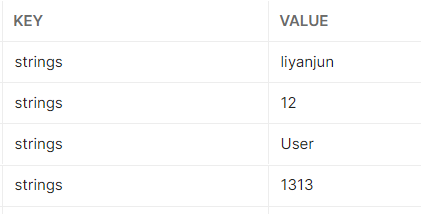 KEY VALUE
strings liyanjun
strings 12
strings User
strings 1313